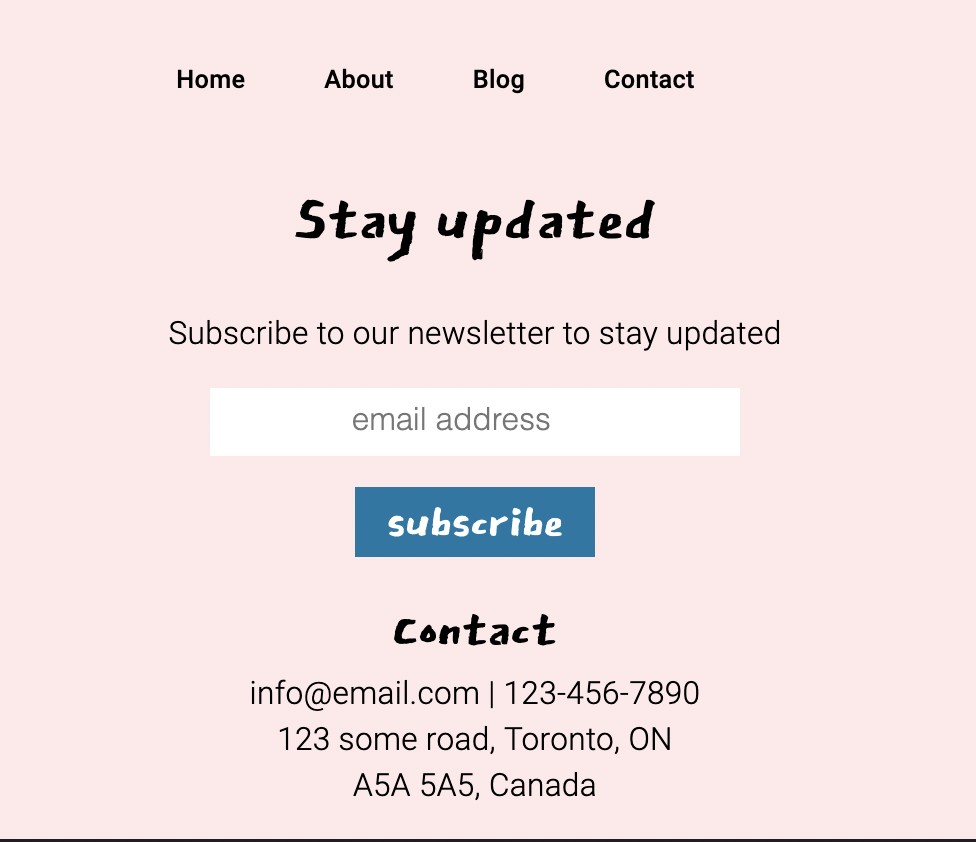 Home About Blog Contact
Stay updated
Subscribe to our newsletter to stay updated
email address
subscribe
Contact
info@email.com | 123-456-7890
123 some road, Toronto, ON
A5A 5A5, Canada